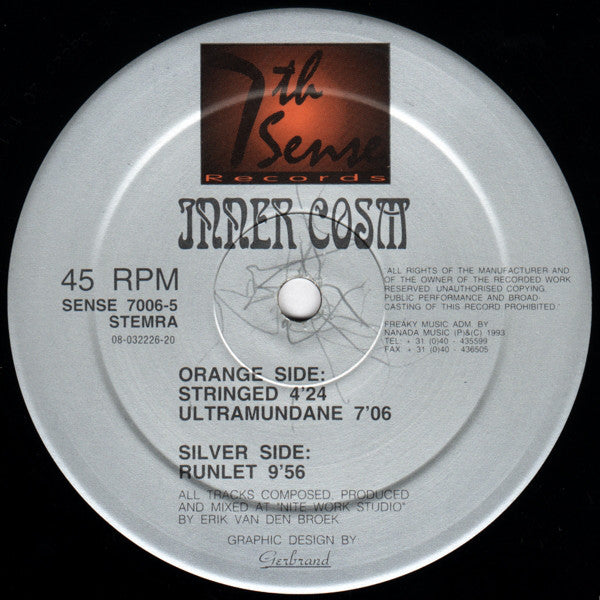 7th
Sense
Records
INNER COSM
45 RPM
SENSE 7006-5
STEMRA
08-032226-20
ALL RIGHTS OF THE MANUFACTURER AND
OF THE OWNER OF THE RECORDED WORK
RESERVED UNAUTHORISED COPYING.
PUBLIC PERFORMANCE AND BROAD-
CASTING OF THIS RECORD PROHIBITED.
FREAKY MUSIC ADM. BY
NANADA MUSIC (P)&(C) 1993
TEL: + 31 (0)40 - 435599
FAX + 31 (0)40 - 436505
ORANGE SIDE:
STRINGED 4'24
ULTRAMUNDANE 7'06
SILVER SIDE:
RUNLET 9'56
ALL TRACKS COMPOSED, PRODUCED
AND MIXED AT "NITE WORK STUDIO"
BY ERIK VAN DEN BROEK.
GRAPHIC DESIGN BY
Gerbrand